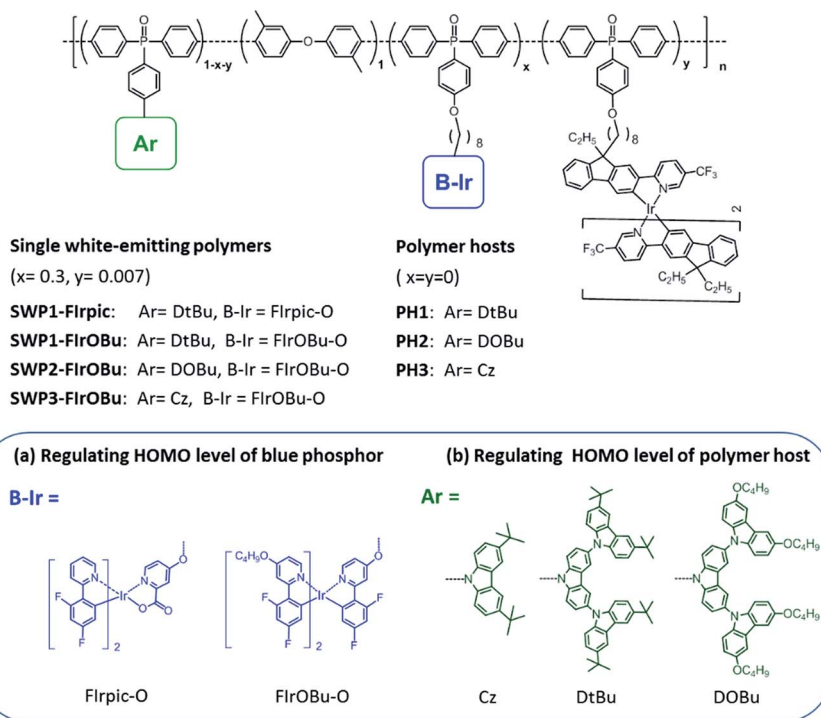 O
P
1-x-y
O
1
O
P
O
8
x
O
P
O
8
y
n
Ar
B-Ir
C2H5
N
CF3
Ir
2
N
F3C
C2H5
C2H5
Single white-emitting polymers
(x= 0.3, y= 0.007)
SWP1-FIrpic: Ar= DtBu, B-Ir = FIrpic-O
SWP1-FIrOBu: Ar= DtBu, B-Ir = FIrOBu-O
SWP2-FIrOBu: Ar= DOBu, B-Ir = FIrOBu-O
SWP3-FIrOBu: Ar= Cz, B-Ir = FIrOBu-O
Polymer hosts
( x=y=0)
PH1: Ar= DtBu
PH2: Ar= DOBu
PH3: Ar= Cz
(a) Regulating HOMO level of blue phosphor
B-Ir =
N
F
F
2
Ir
N
O
O
O
FIrpic-O
C4H9O
N
F
F
2
Ir
N
O
F
F
FIrOBu-O
(b) Regulating HOMO level of polymer host
Ar =
N
Cz
N
N
N
DtBu
OC4H9
N
OC4H9
N
N
OC4H9
OC4H9
DOBu